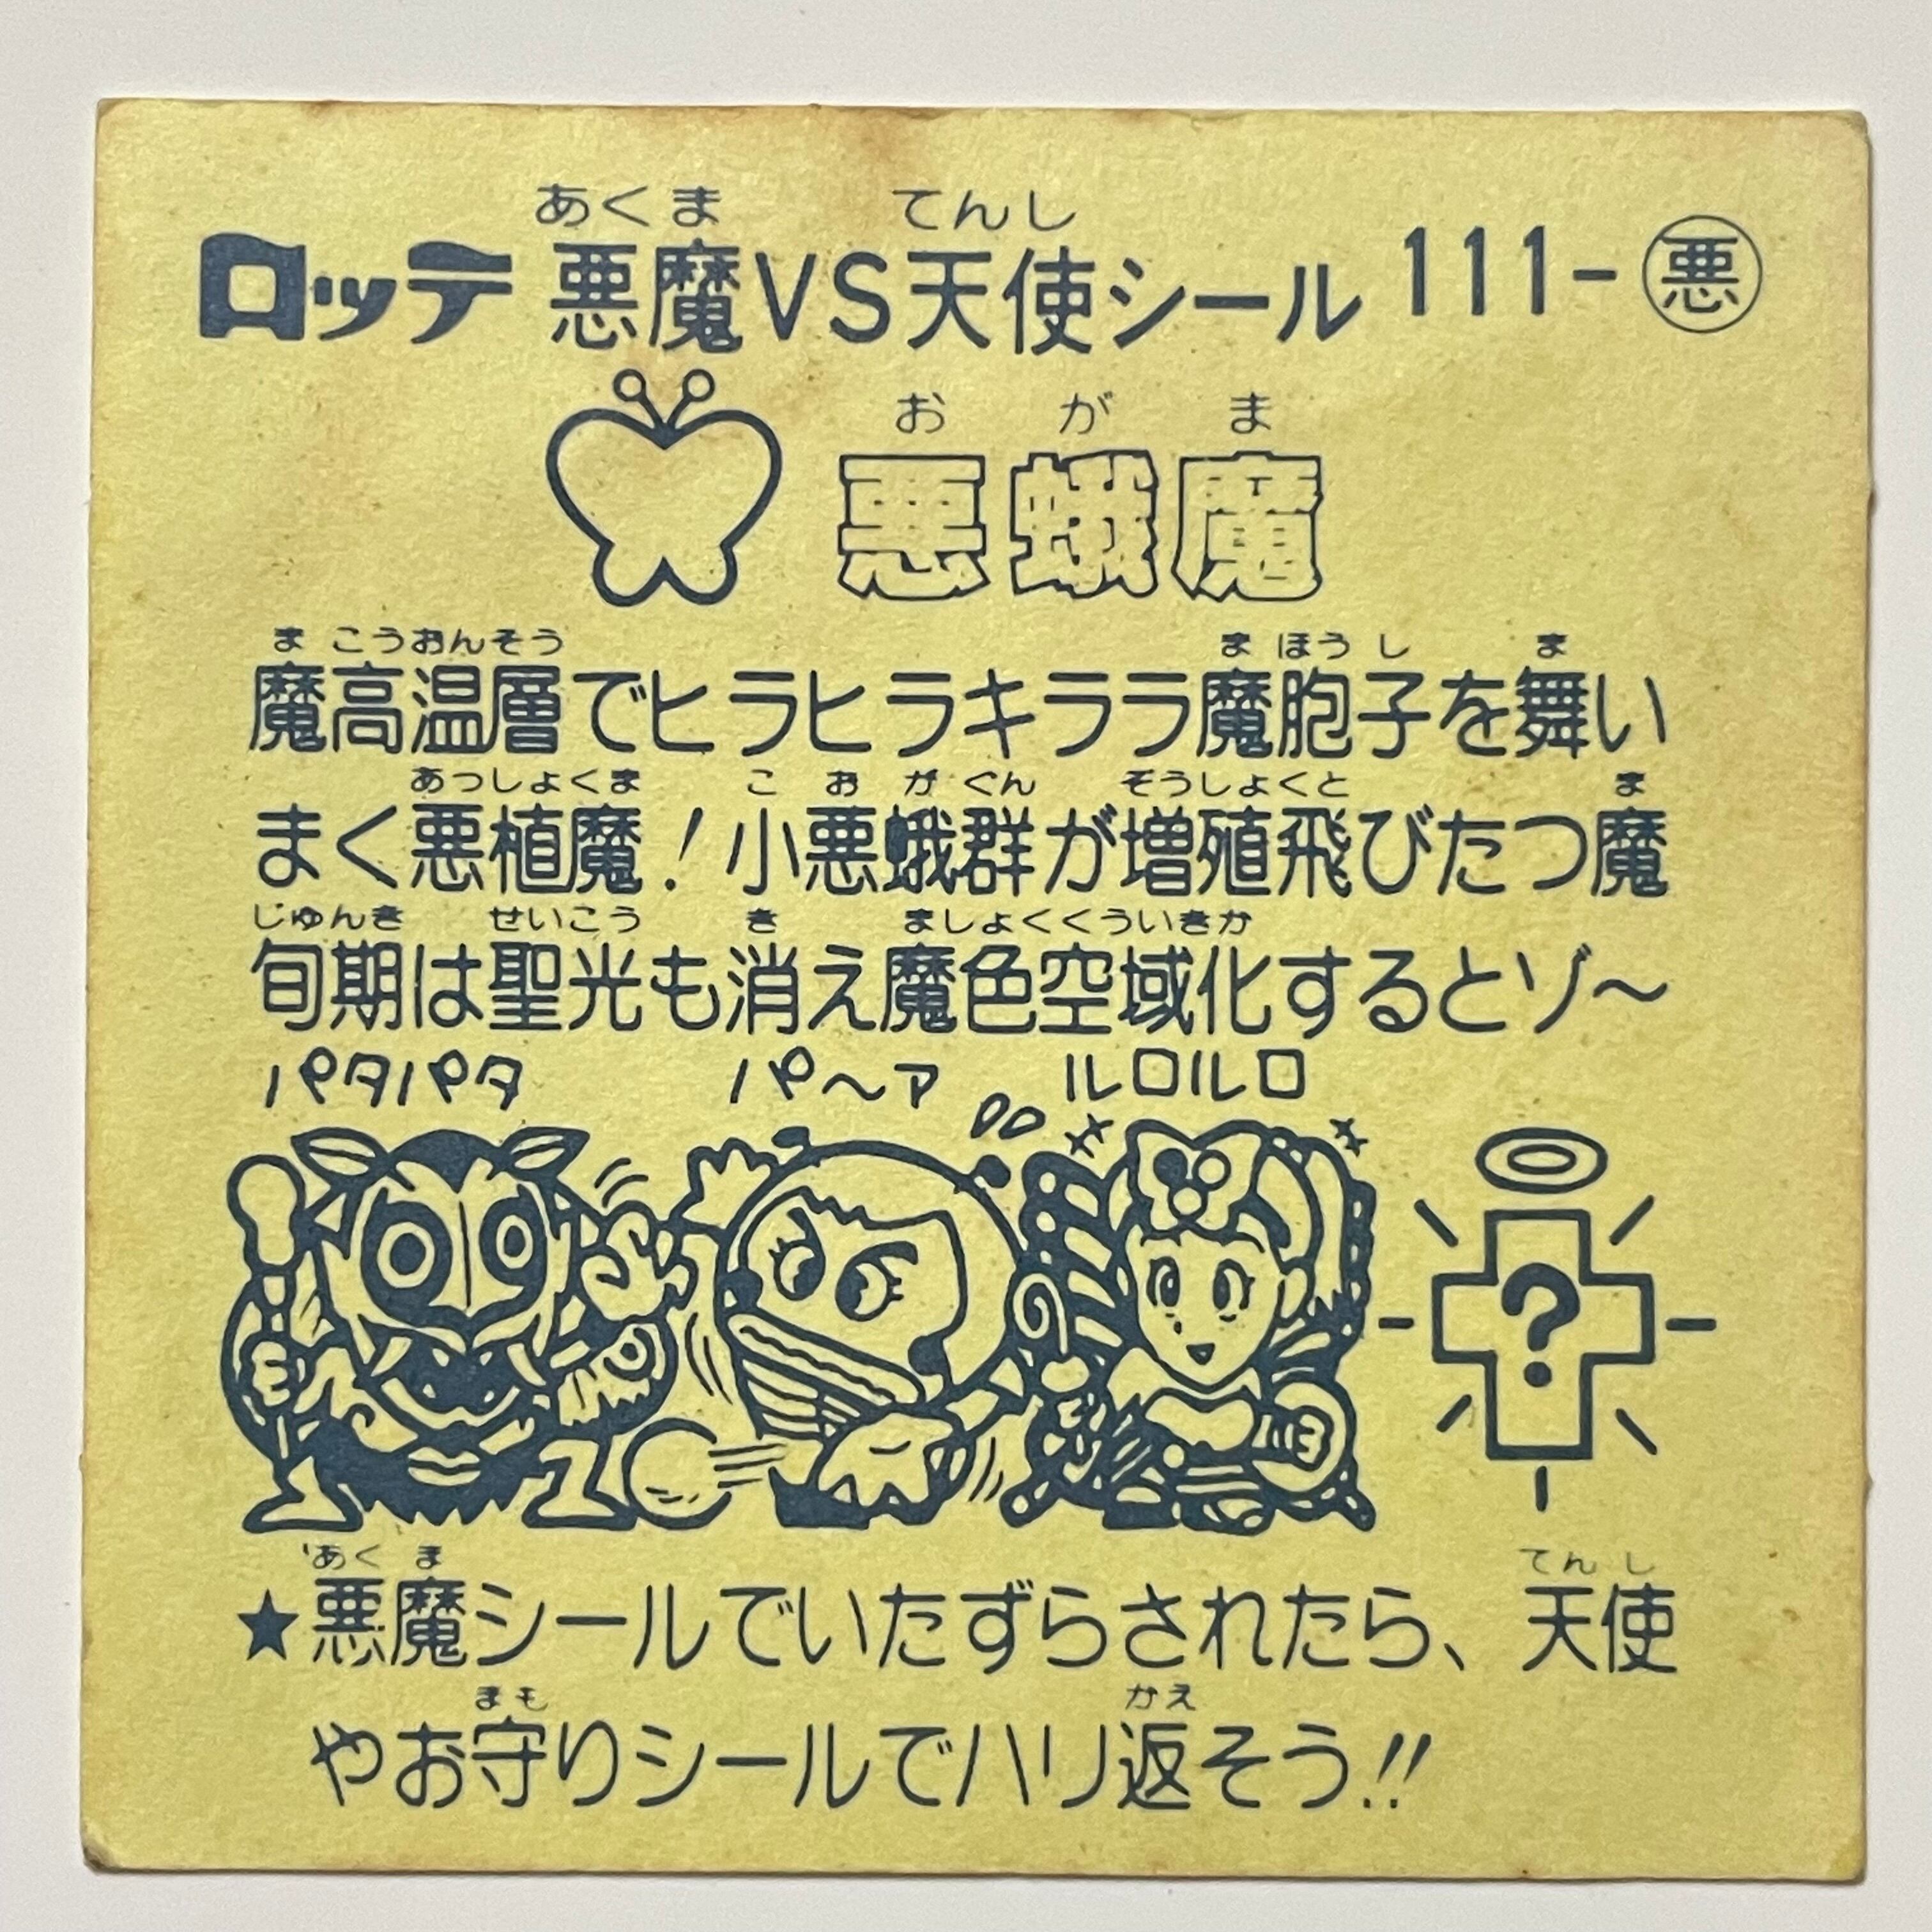 あくま てんし
ロッテ 悪魔VS天使シール 111-悪
おがま
悪蛾魔
ま こうおんそう ま ほう し ま
魔高温層でヒラヒラキララ魔胞子を舞い
あっしょくま こ お が ぐん ぞうしょくと ま
まく悪植魔!小悪蛾群が増殖飛びたつ魔
じゅんき せいこう き ましょくくういきか
旬期は聖光も消え魔色空域化するとゾ〜
パタパタ パ〜ア ルロルロ
?
あく ま てん し
★悪魔シールでいたずらされたら、天使
まも かえ
やお守りシールでハリ返そう!!